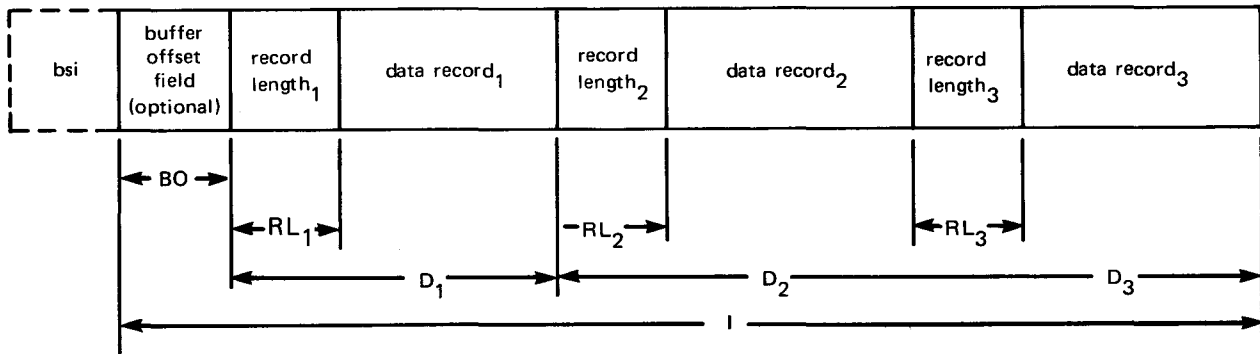 bsi
buffer
offset
field
(optional)
record
length₁
data record₁
record
length₂
data record₂
record
length₃
data record₃
BO
RL₁
RL₂
RL₃
D₁
D₂
D₃
I